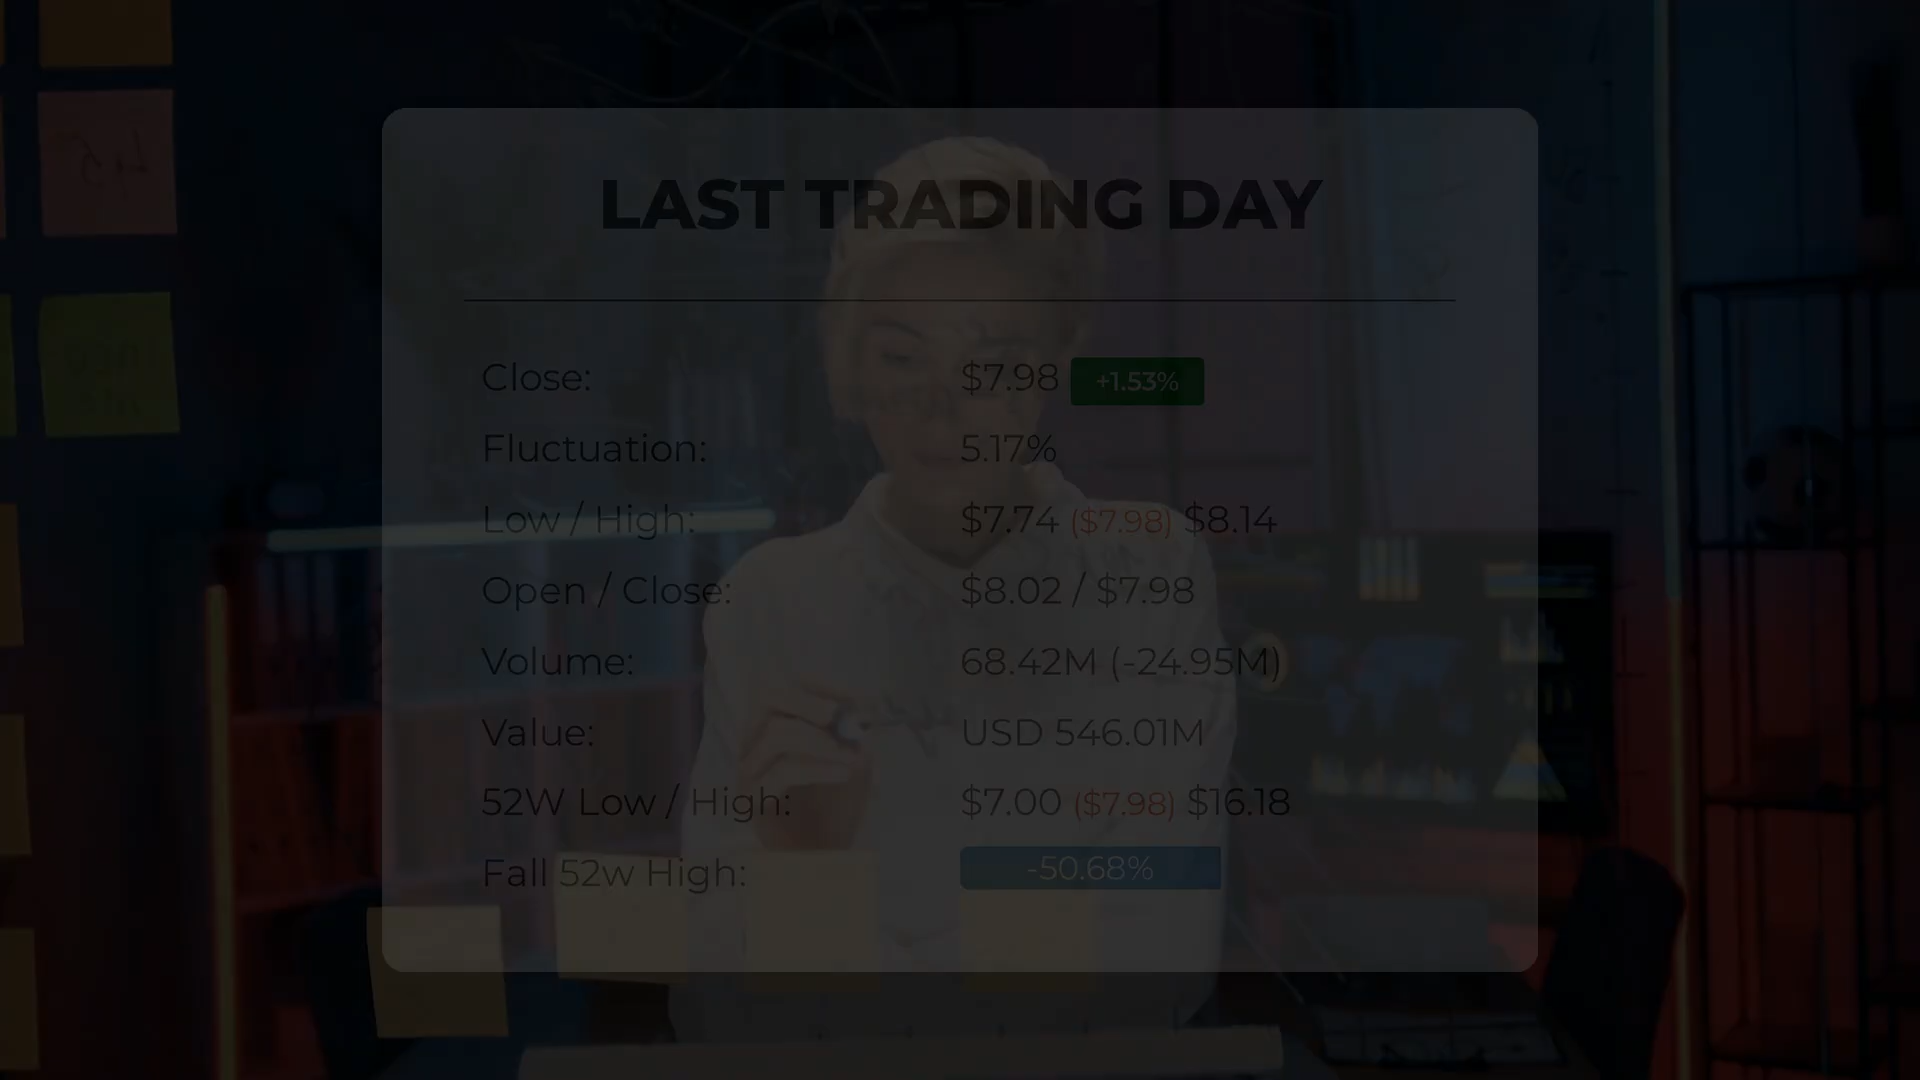 LAST TRADING DAY
Close: $7.98 +1.53%
Fluctuation: 5.17%
Low / High: $7.74 ($7.98) $8.14
Open / Close: $8.02 / $7.98
Volume: 68.42M (-24.95M)
Value: USD 546.01M
52W Low / High: $7.00 ($7.98) $16.18
Fall 52w High: -50.68%